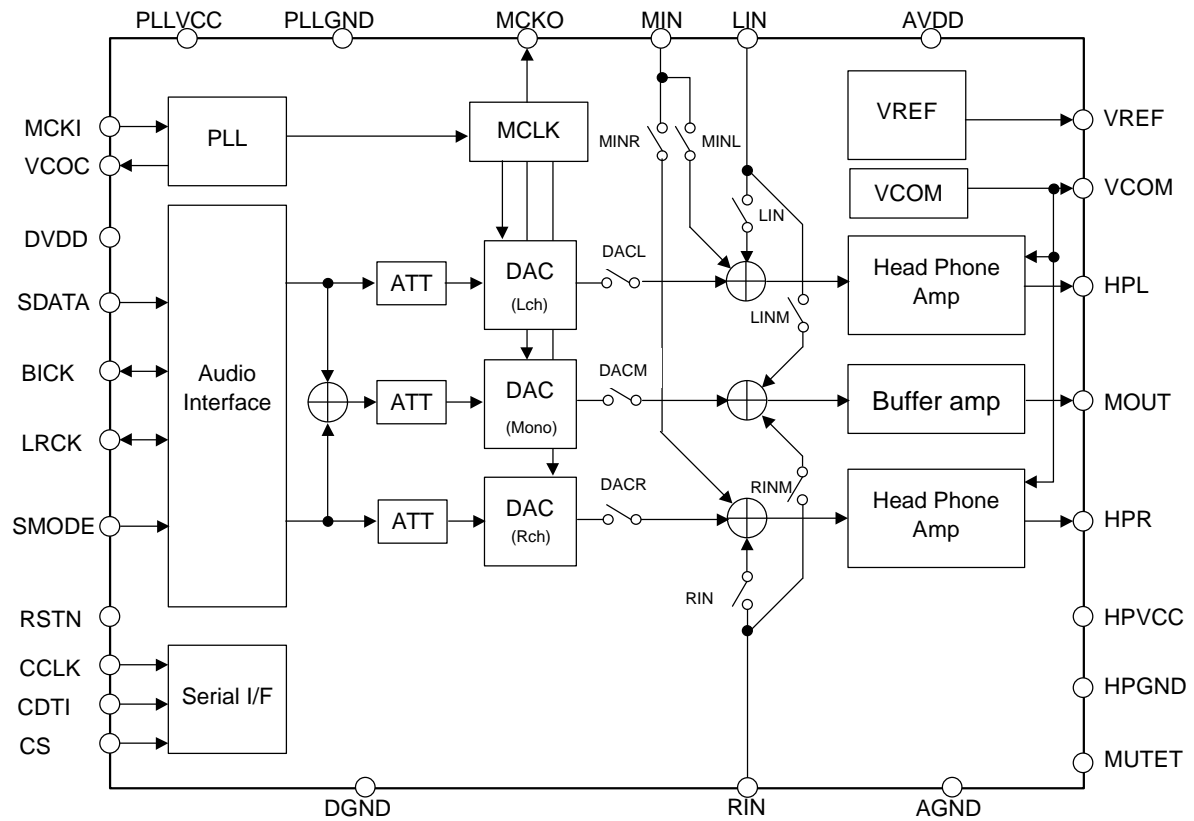 PLLVCC
PLLGND
MCKO
MIN
LIN
AVDD
MCKI
VCOC
DVDD
SDATA
BICK
LRCK
SMODE
RSTN
CCLK
CDTI
CS
PLL
MCLK
MINR
MINL
LIN
VREF
VCOM
VREF
VCOM
Audio
Interface
ATT
DAC
(Lch)
DACL
Head Phone
Amp
HPL
LINM
ATT
DAC
(Mono)
DACM
Buffer amp
MOUT
ATT
DAC
(Rch)
DACR
RINM
Head Phone
Amp
HPR
RIN
Serial I/F
HPVCC
HPGND
MUTET
DGND
RIN
AGND